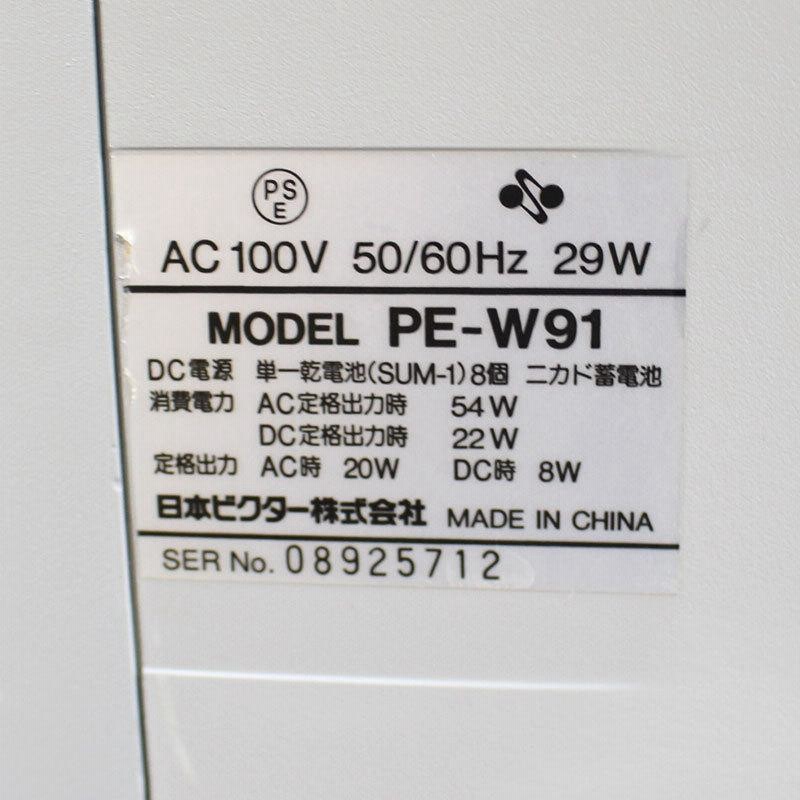 PS
E
AC 100V 50/60Hz 29W
MODEL PE-W91
DC電源 単一乾電池(SUM-1)8個 ニカド蓄電池
消費電力 AC定格出力時 54W
DC定格出力時 22W
定格出力 AC時 20W DC時 8W
日本ビクター株式会社 MADE IN CHINA
SER No. 08925712